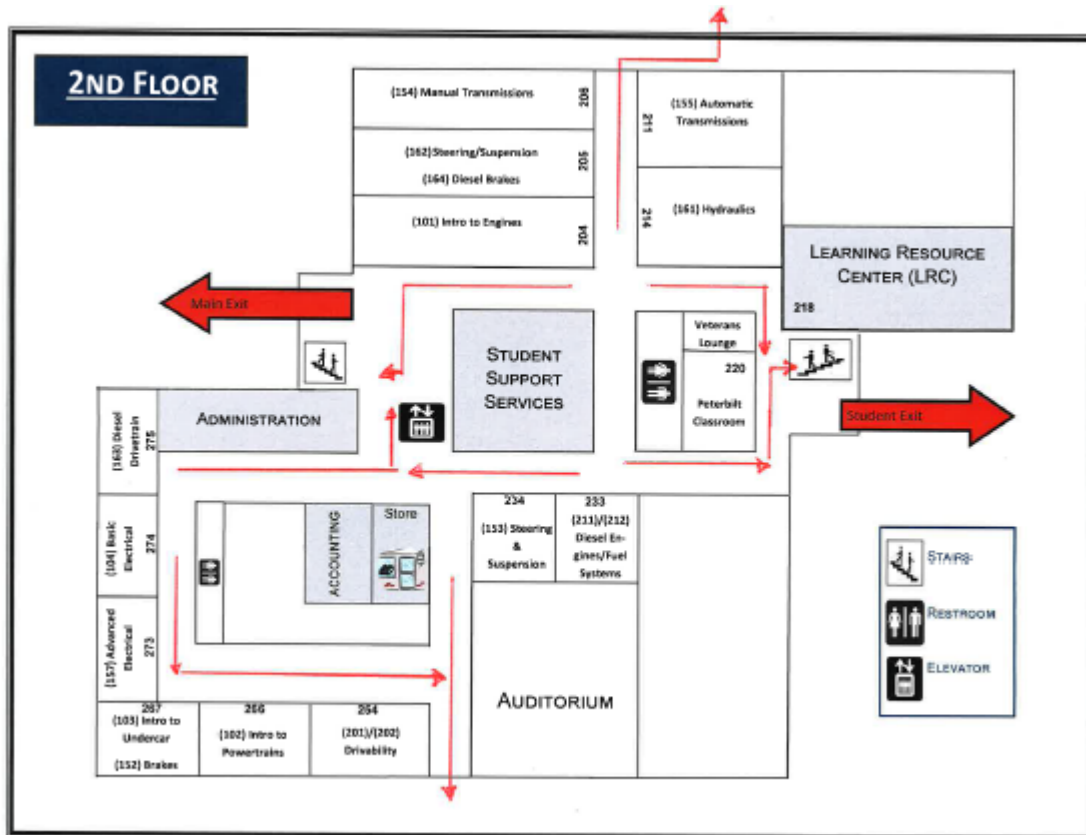 2ND FLOOR
(154) Manual Transmissions
206
(155) Automatic
Transmissions
211
(162)Steering/Suspension
(164) Diesel Brakes
205
(101) Intro to Engines
204
(161) Hydraulics
214
LEARNING RESOURCE
CENTER (LRC)
218
Main Exit
STUDENT
SUPPORT
SERVICES
Veterans
Lounge
220
Peterbilt
Classroom
Student Exit
ADMINISTRATION
(163) Diesel
Drivetrain
275
(104) Basic
Electrical
274
(157) Advanced
Electrical
273
ACCOUNTING
Store
234
(153) Steering
&
Suspension
233
(211)/(212)
Diesel En-
gines/Fuel
Systems
STAIRS
RESTROOM
ELEVATOR
AUDITORIUM
267
(103) Intro to
Undercar
(152) Brakes
266
(102) Intro to
Powertrains
264
(201)/(202)
Drivability